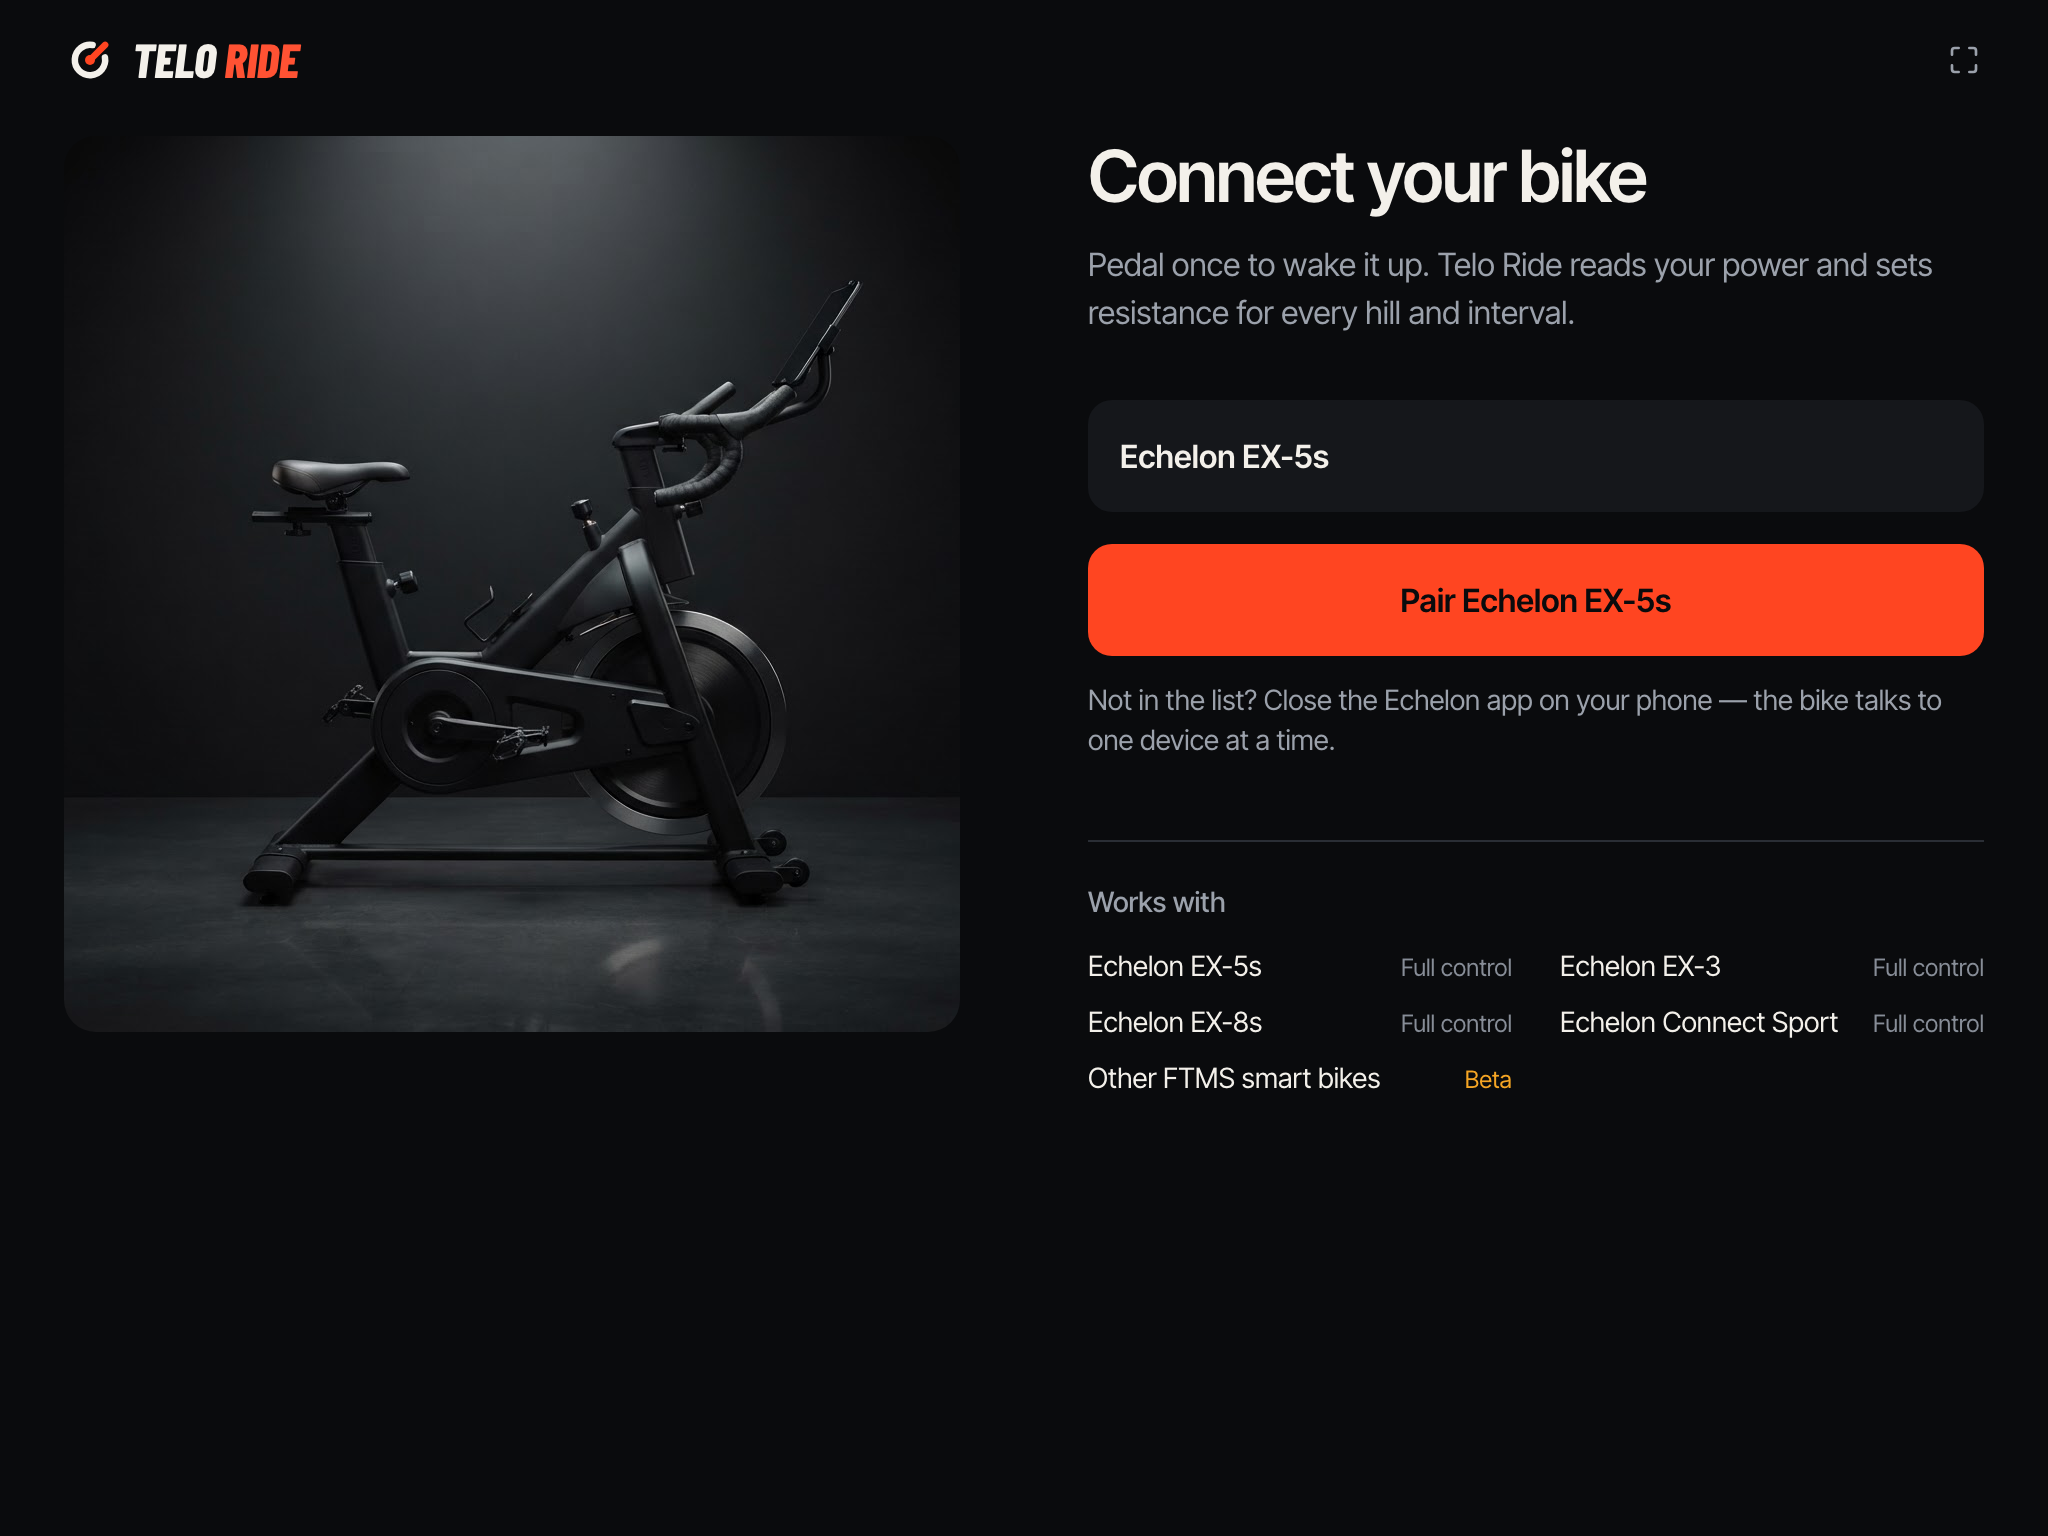 TELO RIDE
Connect your bike
Pedal once to wake it up. Telo Ride reads your power and sets
resistance for every hill and interval.
Echelon EX-5s
Pair Echelon EX-5s
Not in the list? Close the Echelon app on your phone — the bike talks to
one device at a time.
Works with
Echelon EX-5s Full control Echelon EX-3 Full control
Echelon EX-8s Full control Echelon Connect Sport Full control
Other FTMS smart bikes Beta